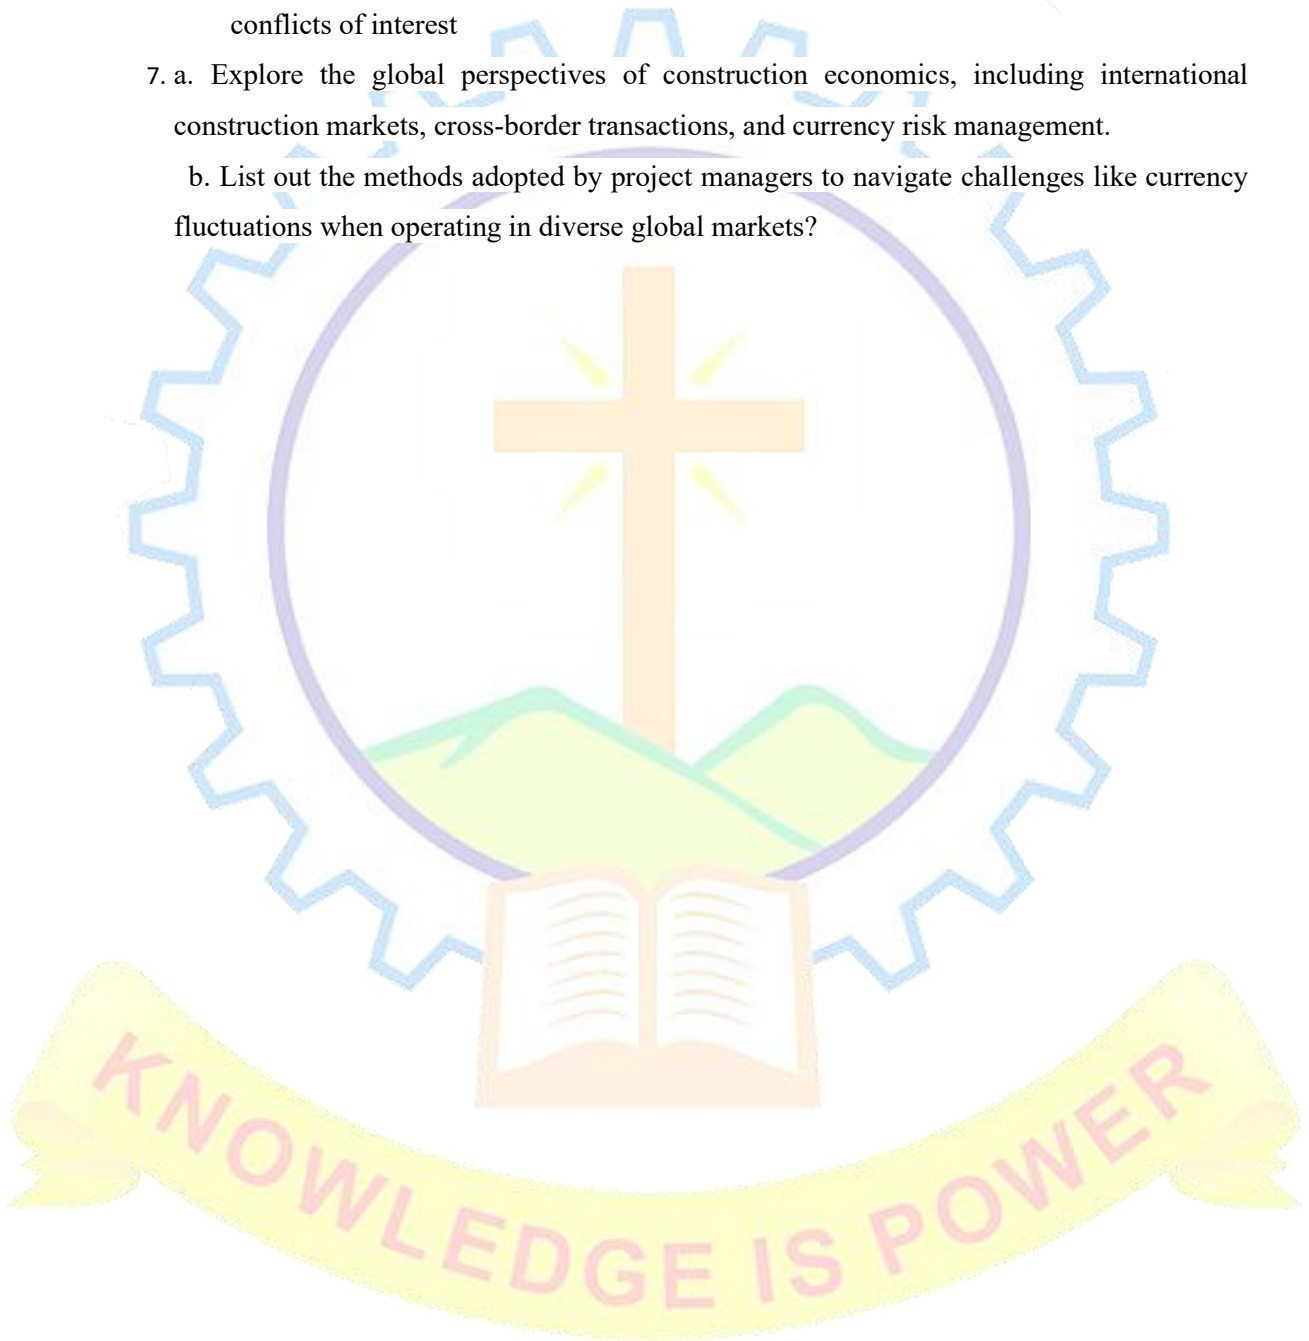 conflicts of interest
7. a. Explore the global perspectives of construction economics, including international
construction markets, cross-border transactions, and currency risk management.
b. List out the methods adopted by project managers to navigate challenges like currency
fluctuations when operating in diverse global markets?
KNOWLEDGE IS POWER